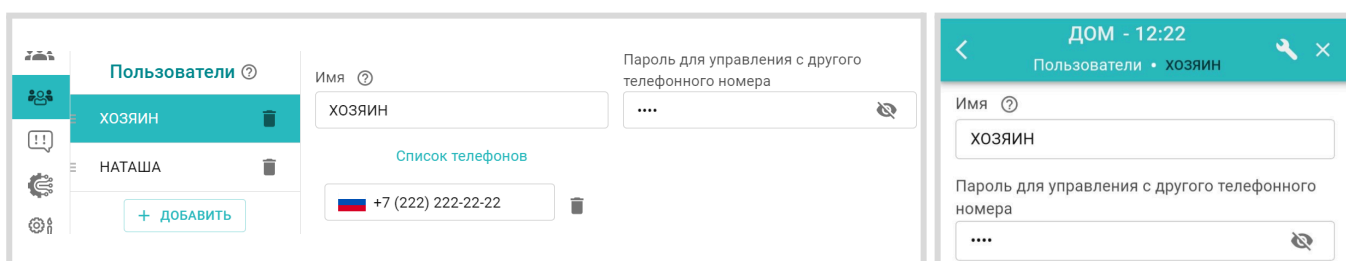 Пользователи
ХОЗЯИН
НАТАША
+ ДОБАВИТЬ
Имя
ХОЗЯИН
Пароль для управления с другого
телефонного номера
••••
Список телефонов
+7 (222) 222-22-22
ДОМ - 12:22
Пользователи • ХОЗЯИН
Имя
ХОЗЯИН
Пароль для управления с другого телефонного
номера
••••